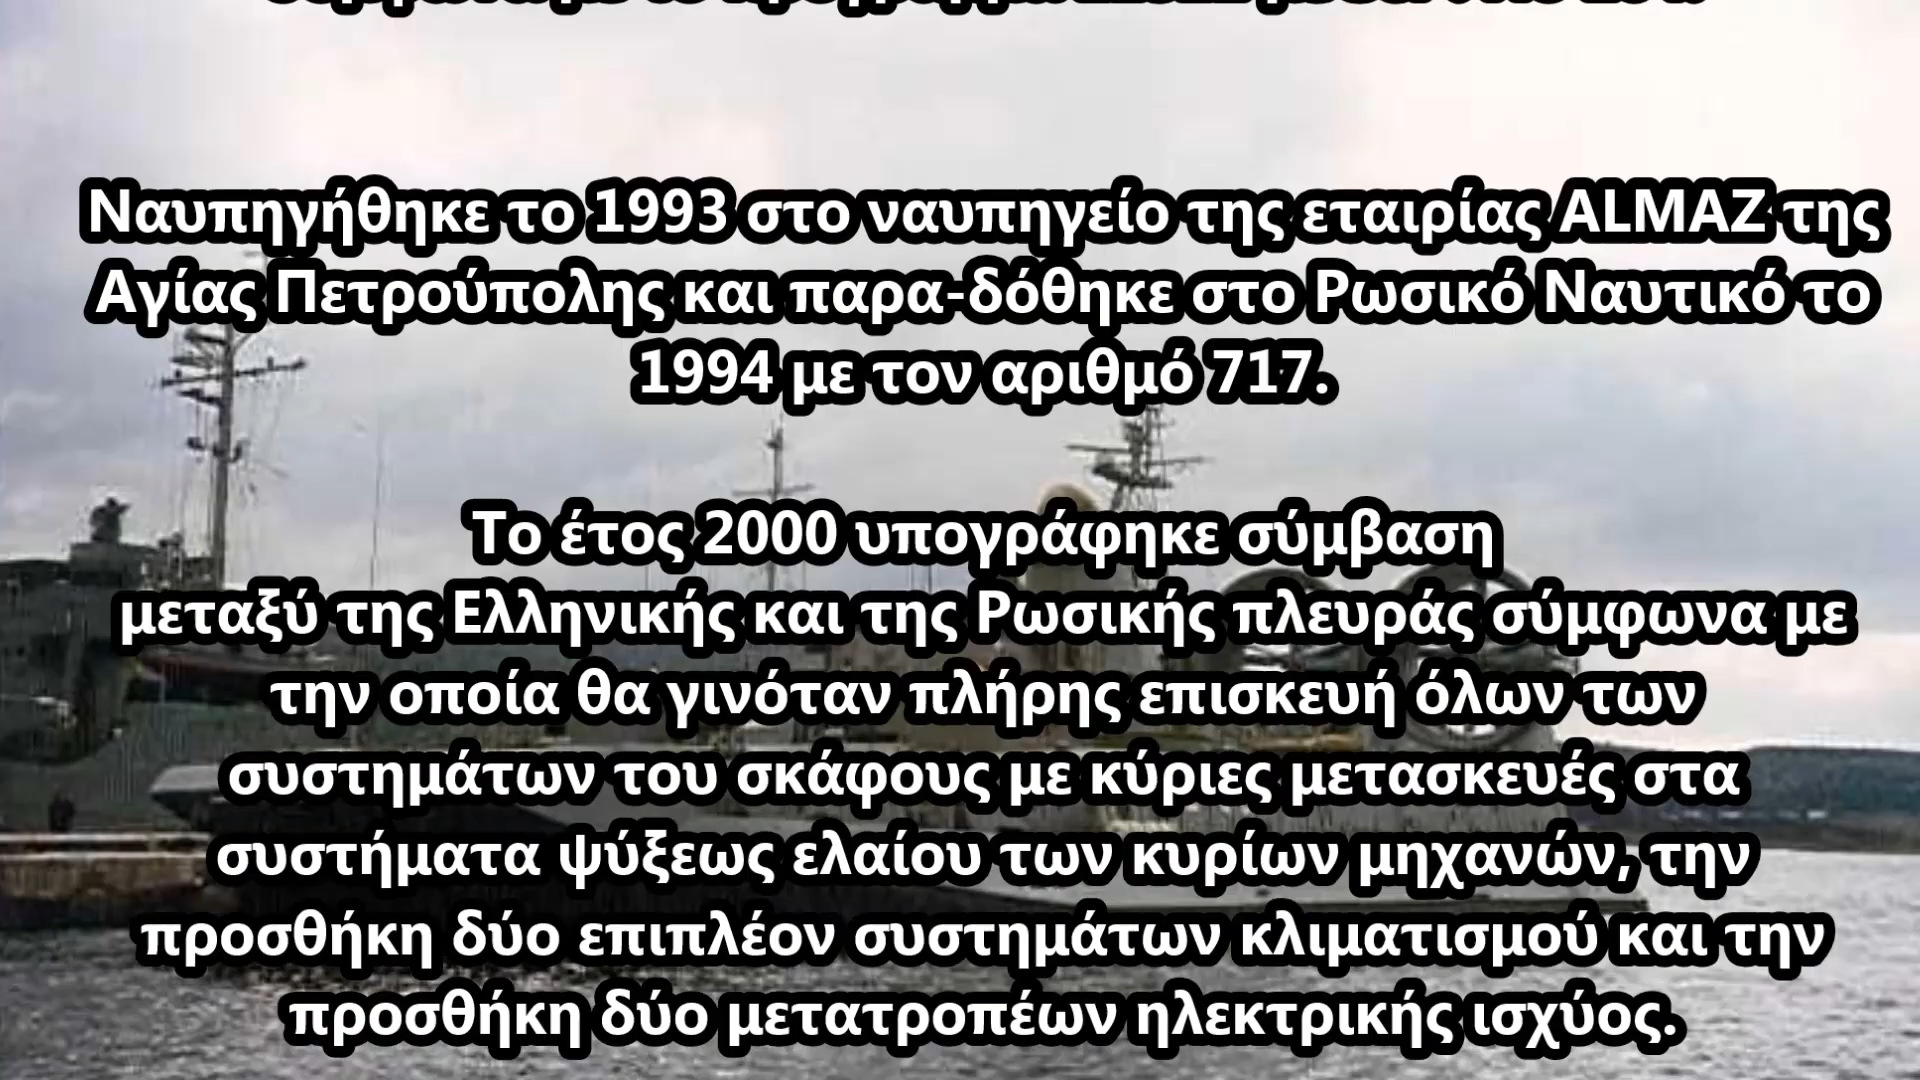 Ναυπηγήθηκε το 1993 στο ναυπηγείο της εταιρίας ALMAZ της
Αγίας Πετρούπολης και παρα-δόθηκε στο Ρωσικό Ναυτικό το
1994 με τον αριθμό 717.
Το έτος 2000 υπογράφηκε σύμβαση
μεταξύ της Ελληνικής και της Ρωσικής πλευράς σύμφωνα με
την οποία θα γινόταν πλήρης επισκευή όλων των
συστημάτων του σκάφους με κύριες μετασκευές στα
συστήματα ψύξεως ελαίου των κυρίων μηχανών, την
προσθήκη δύο επιπλέον συστημάτων κλιματισμού και την
προσθήκη δύο μετατροπέων ηλεκτρικής ισχύος.